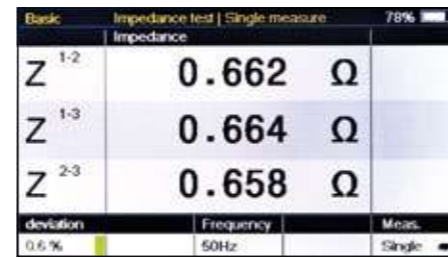 Basic Impedance test | Single measure 78%
Impedance
Z 1-2 0.662 Ω
Z 1-3 0.664 Ω
Z 2-3 0.658 Ω
deviation Frequency Meas.
0.6 % 50Hz Single